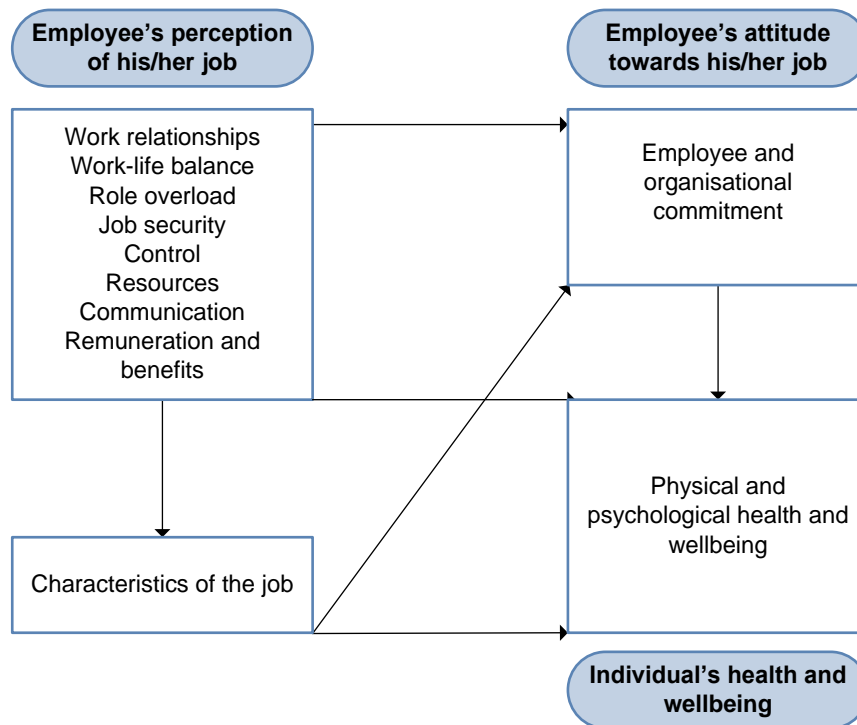 Employee’s perception
of his/her job
Employee’s attitude
towards his/her job
Work relationships
Work-life balance
Role overload
Job security
Control
Resources
Communication
Remuneration and
benefits
Employee and
organisational
commitment
Characteristics of the job
Physical and
psychological health and
wellbeing
Individual’s health and
wellbeing